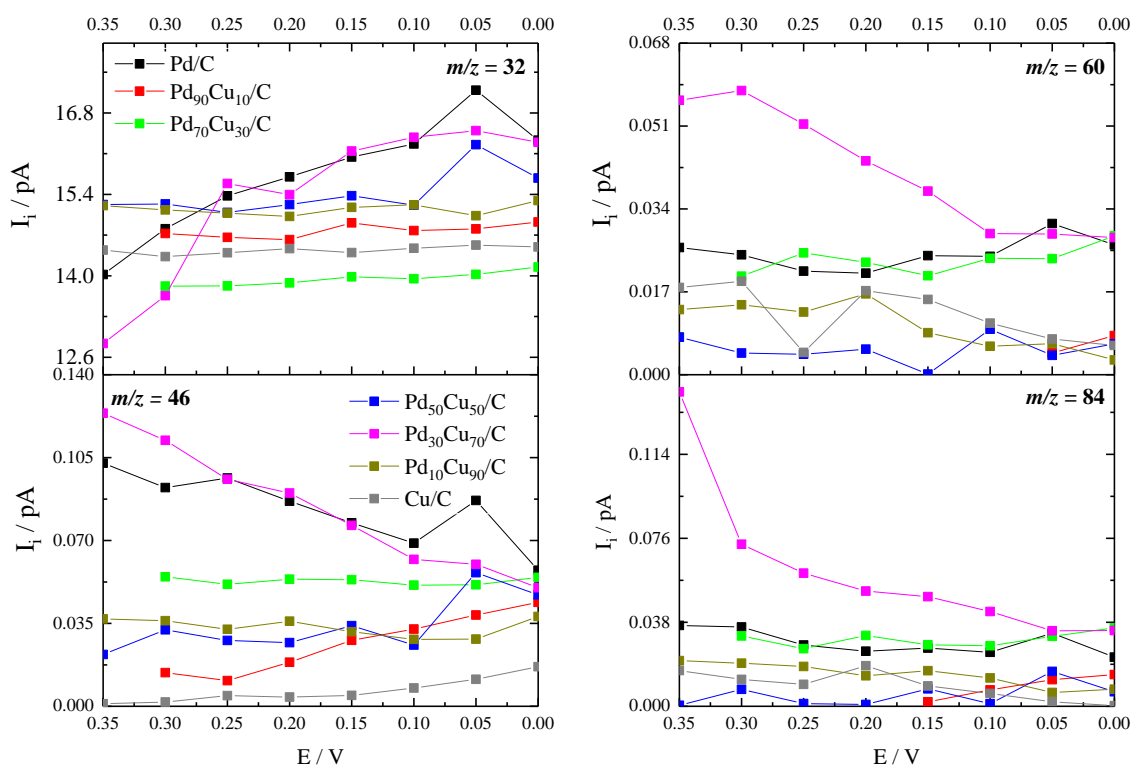 0.35 0.30 0.25 0.20 0.15 0.10 0.05 0.00
0.35 0.30 0.25 0.20 0.15 0.10 0.05 0.00
Pd/C
Pd₉₀Cu₁₀/C
Pd₇₀Cu₃₀/C
m/z = 32
16.8
15.4
14.0
12.6
I_i / pA
m/z = 60
0.068
0.051
0.034
0.017
0.000
I_i / pA
m/z = 46
Pd₅₀Cu₅₀/C
Pd₃₀Cu₇₀/C
Pd₁₀Cu₉₀/C
Cu/C
0.140
0.105
0.070
0.035
0.000
I_i / pA
m/z = 84
0.114
0.076
0.038
0.000
I_i / pA
0.35 0.30 0.25 0.20 0.15 0.10 0.05 0.00
0.35 0.30 0.25 0.20 0.15 0.10 0.05 0.00
E / V
E / V